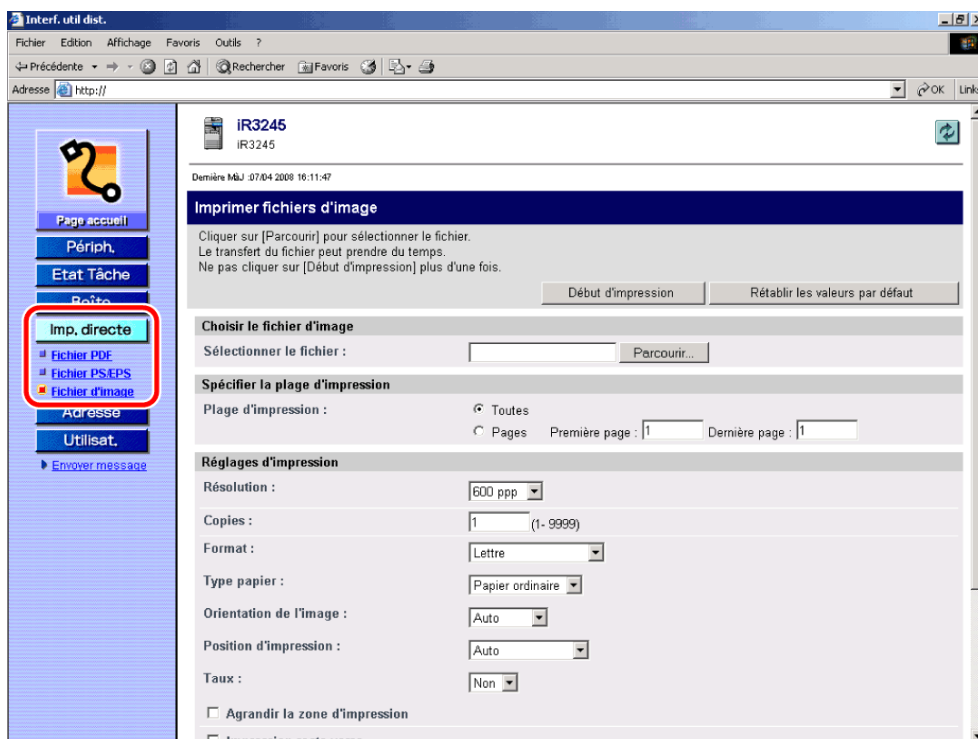 Interf. util dist.
Fichier Edition Affichage Favoris Outils ?
Précédente Rechercher Favoris
Adresse http:// OK Links
iR3245
iR3245
Dernière MàJ :07/04 2008 16:11:47
Page accueil
Périph.
Etat Tâche
Boîte
Imp. directe
Fichier PDF
Fichier PS/EPS
Fichier d'image
Adresse
Utilisat.
Envoyer message
Imprimer fichiers d'image
Cliquer sur [Parcourir] pour sélectionner le fichier.
Le transfert du fichier peut prendre du temps.
Ne pas cliquer sur [Début d'impression] plus d'une fois.
Début d'impression Rétablir les valeurs par défaut
Choisir le fichier d'image
Sélectionner le fichier : Parcourir...
Spécifier la plage d'impression
Plage d'impression : Toutes
Pages Première page : 1 Dernière page : 1
Réglages d'impression
Résolution : 600 ppp
Copies : 1 (1- 9999)
Format : Lettre
Type papier : Papier ordinaire
Orientation de l'image : Auto
Position d'impression : Auto
Taux : Non
Agrandir la zone d'impression